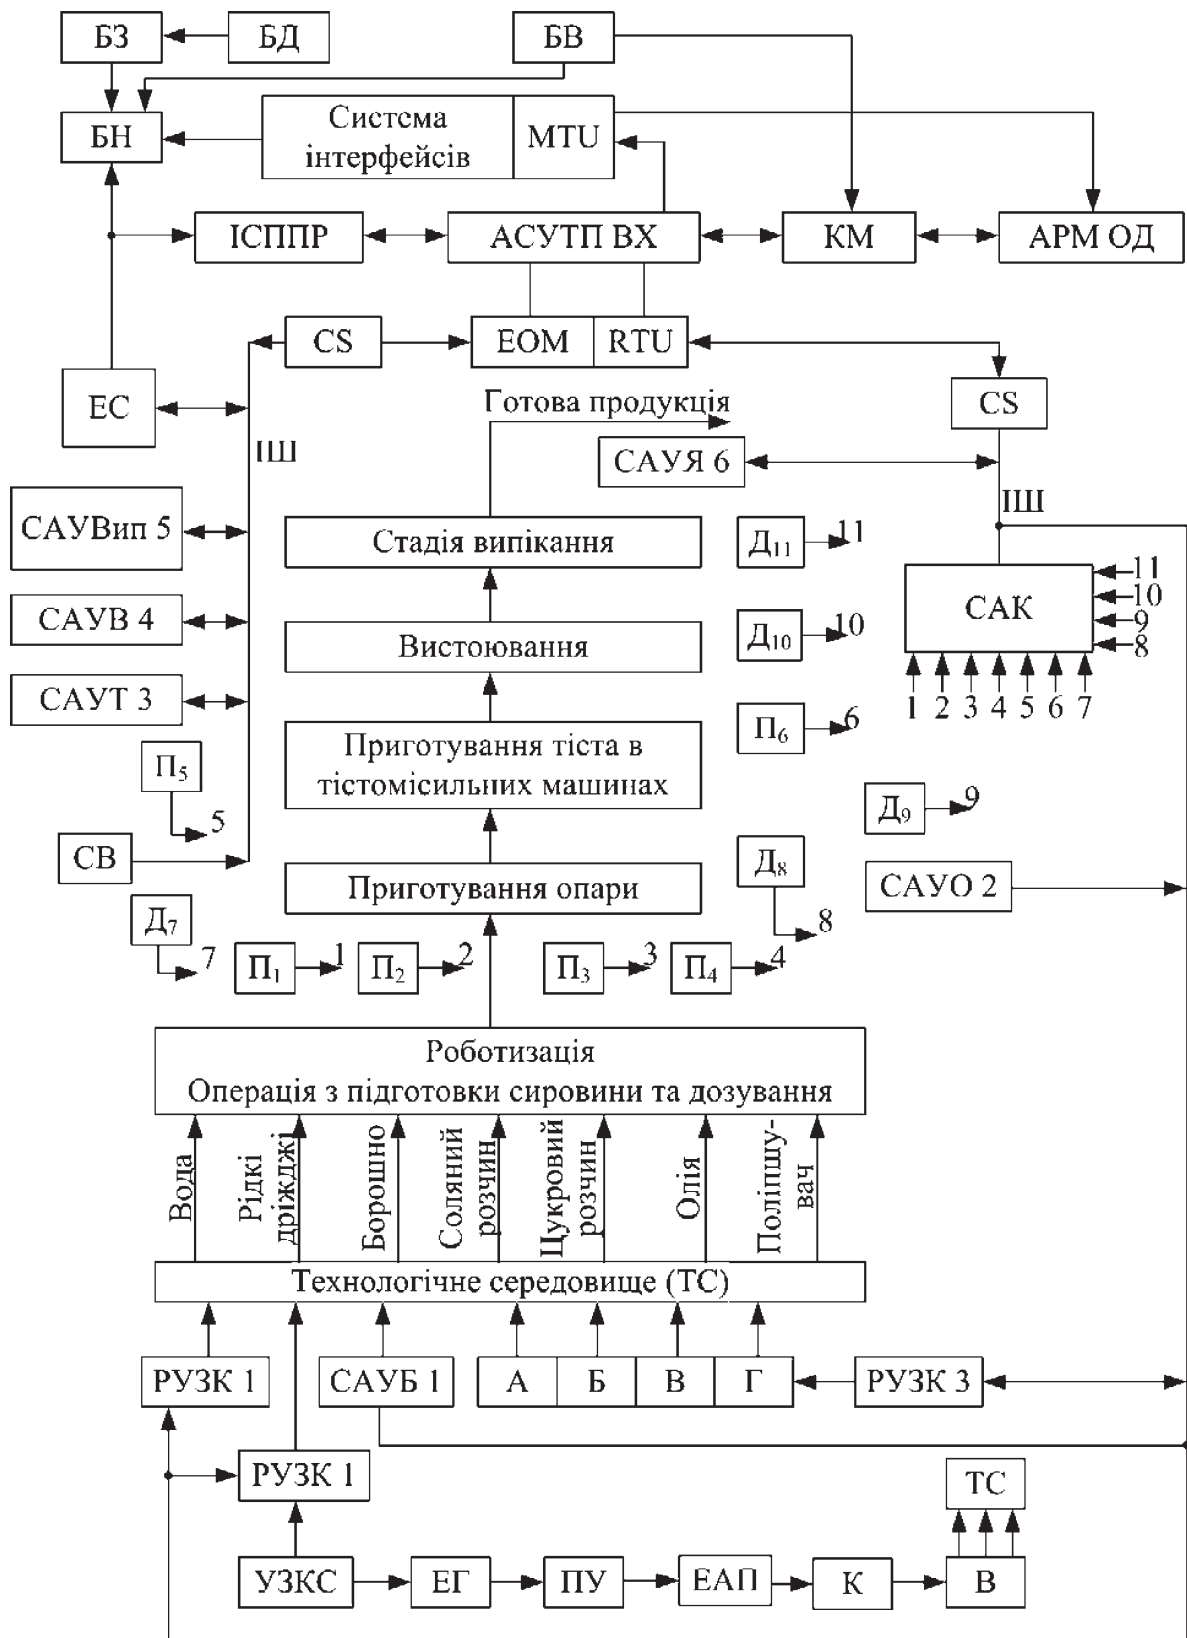 БЗ
БД
БВ
БН
Система
інтерфейсів
MTU
ІСППР
АСУТП ВХ
КМ
АРМ ОД
CS
ЕОМ
RTU
ЕС
CS
Готова продукція
САУЯ 6
ІШ
ІШ
САУВип 5
Стадія випікання
Д11
11
САК
11
10
9
8
САУВ 4
Вистоювання
Д10
10
1 2 3 4 5 6 7
САУТ 3
П6
6
Приготування тіста в
тістомісильних машинах
П5
5
Д9
9
СВ
Приготування опари
Д8
8
САУО 2
Д7
7
П1
1
П2
2
П3
3
П4
4
Роботизація
Операція з підготовки сировини та дозування
Вода
Рідкі
дріжджі
Борошно
Соляний
розчин
Цукровий
розчин
Олія
Поліпшу-
вач
Технологічне середовище (ТС)
РУЗК 1
САУБ 1
А
Б
В
Г
РУЗК 3
РУЗК 1
ТС
УЗКС
ЕГ
ПУ
ЕАП
К
В